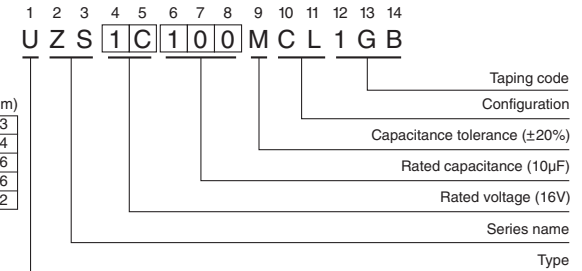 1 2 3 4 5 6 7 8 9 10 11 12 13 14
U Z S 1 C 1 0 0 M C L 1 G B
Taping code
Configuration
Capacitance tolerance (±20%)
Rated capacitance (10µF)
Rated voltage (16V)
Series name
Type
m)
3
4
6
6
2